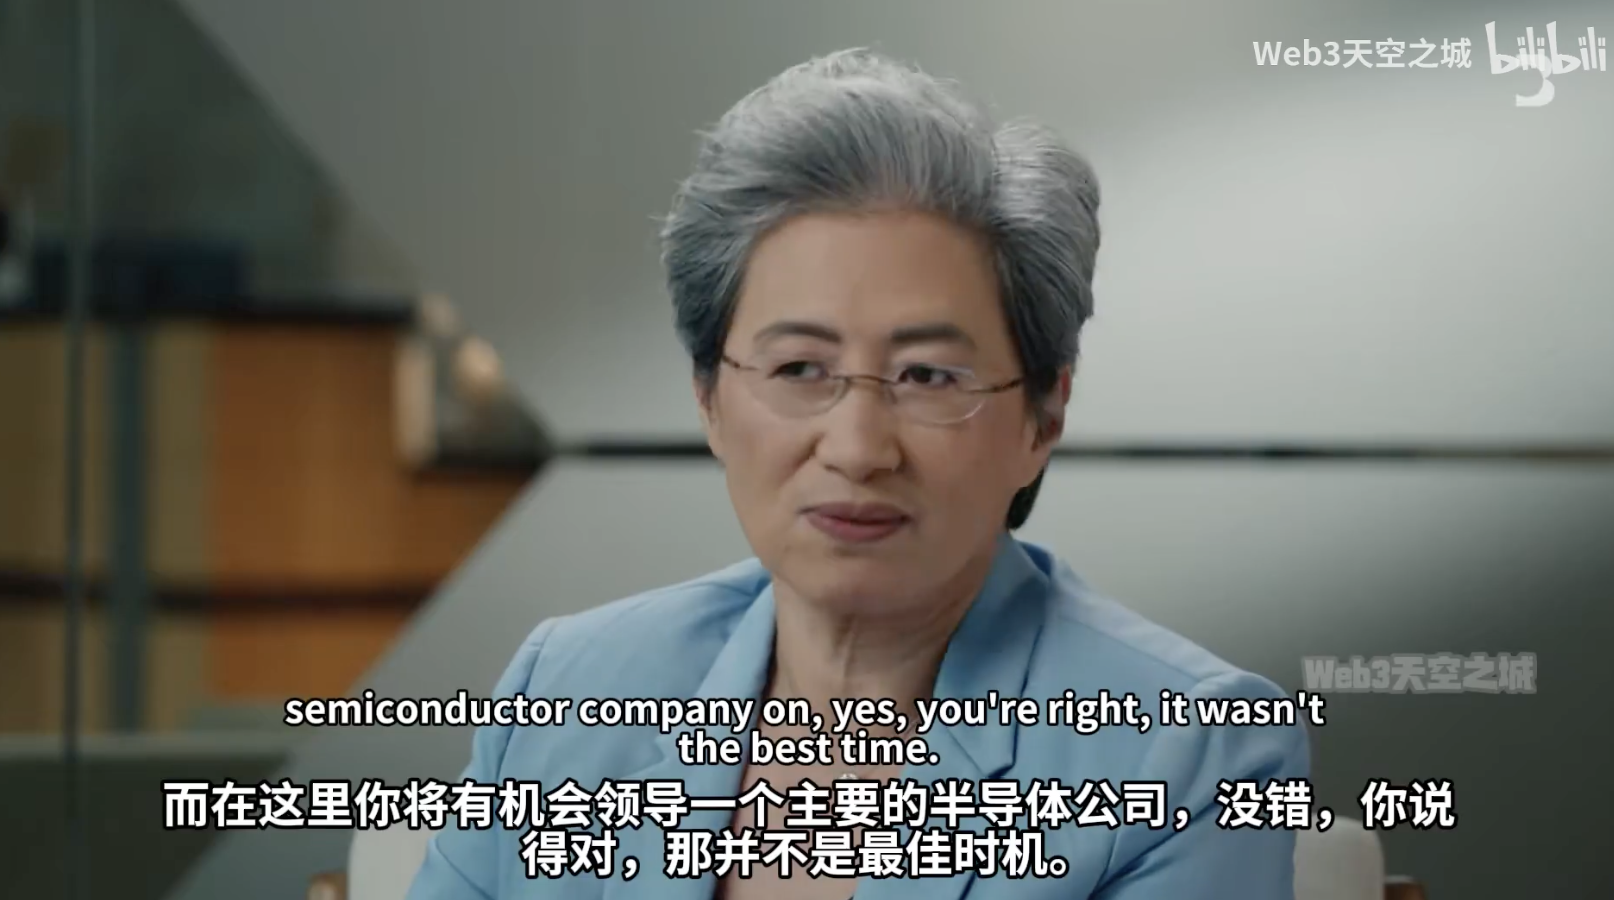 Web3天空之城 bilibili
3
Web3天空之城
semiconductor company on, yes, you're right, it wasn't
the best time.
而在这里你将有机会领导一个主要的半导体公司，没错，你说
得对，那并不是最佳时机。